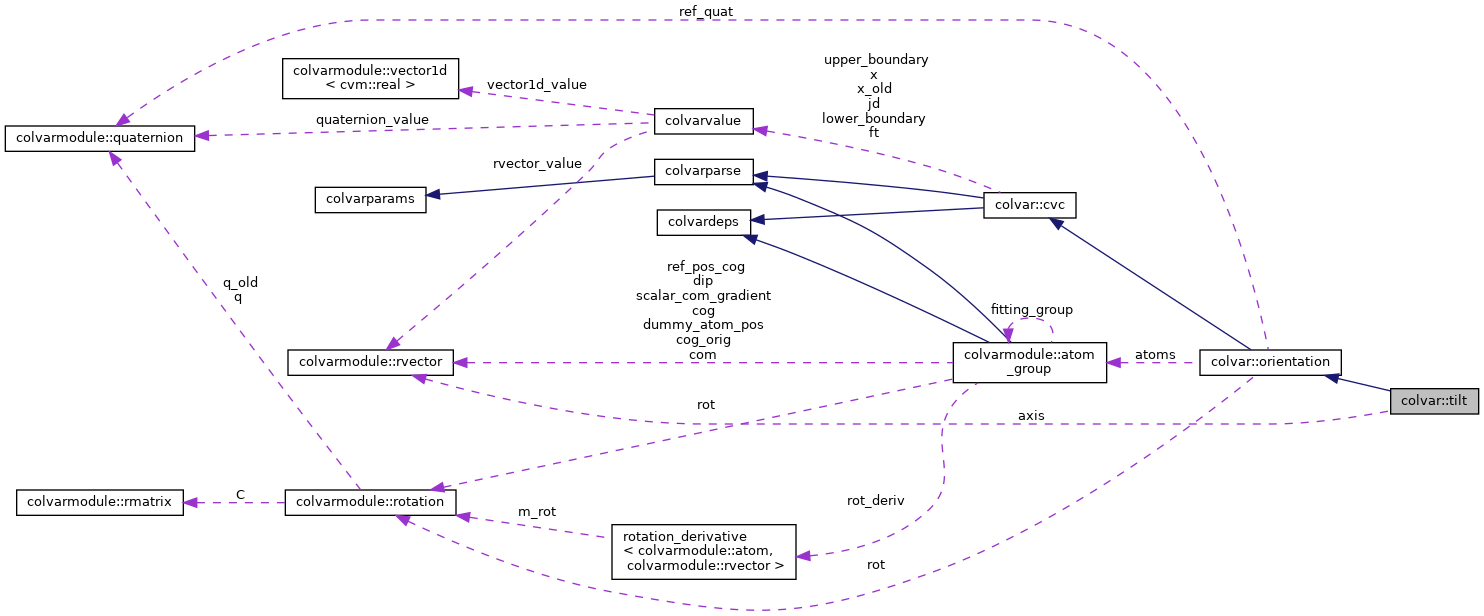 ref_quat
upper_boundary
x
x_old
jd
lower_boundary
ft
colvarmodule::vector1d
< cvm::real >
vector1d_value
colvarvalue
quaternion_value
colvarmodule::quaternion
rvector_value
colvarparse
colvarparams
colvar::cvc
colvardeps
q_old
q
ref_pos_cog
dip
scalar_com_gradient
cog
dummy_atom_pos
cog_orig
com
fitting_group
colvarmodule::rvector
colvarmodule::atom
_group
atoms
colvar::orientation
colvar::tilt
rot
axis
colvarmodule::rmatrix
C
colvarmodule::rotation
rot_deriv
m_rot
rotation_derivative
< colvarmodule::atom,
colvarmodule::rvector >
rot